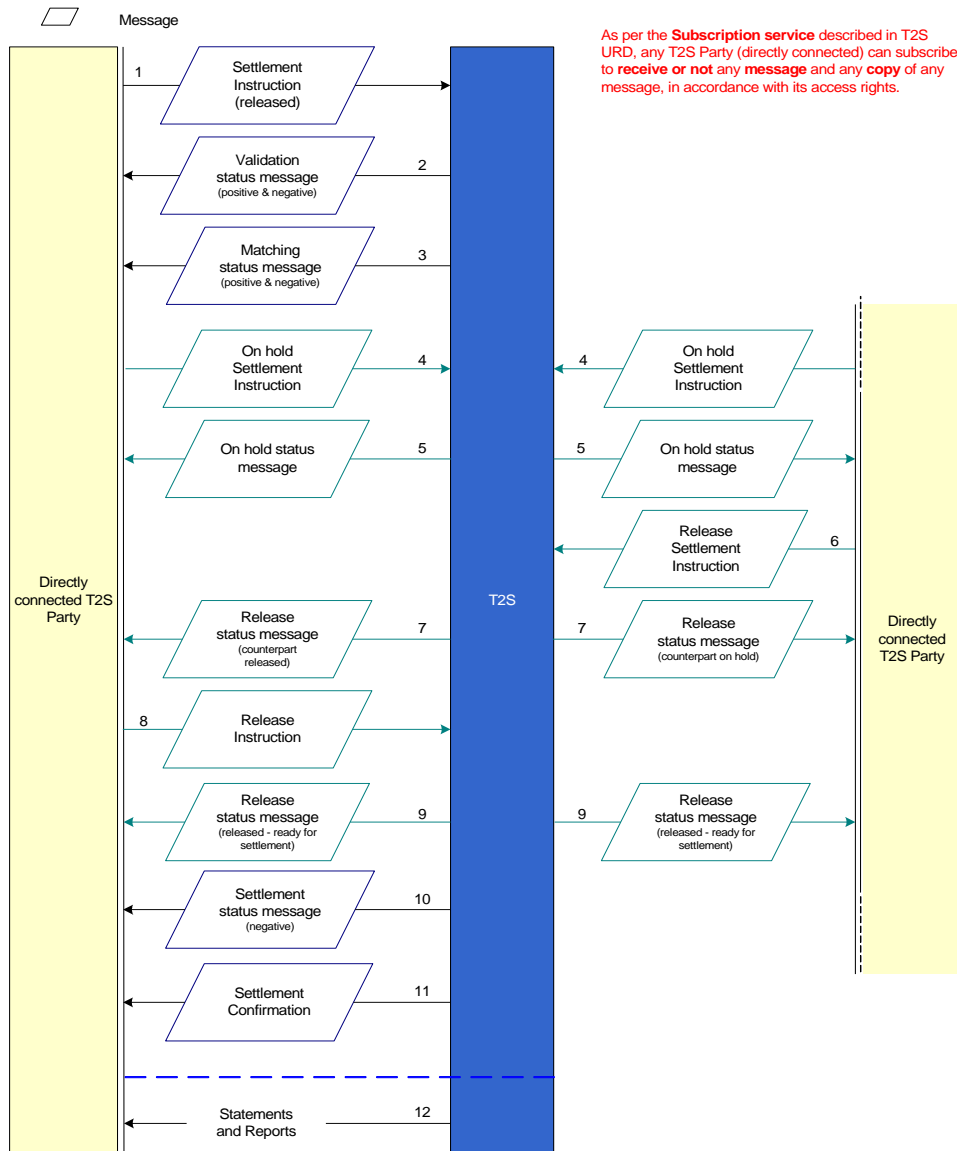 Message
As per the Subscription service described in T2S
URD, any T2S Party (directly connected) can subscribe
to receive or not any message and any copy of any
message, in accordance with its access rights.
1
Settlement
Instruction
(released)
Validation
status message
(positive & negative)
2
Matching
status message
(positive & negative)
3
On hold
Settlement
Instruction
4
4
On hold
Settlement
Instruction
On hold status
message
5
5
On hold status
message
Release
Settlement
Instruction
6
Directly
connected T2S
Party
T2S
Directly
connected
T2S Party
Release
status message
(counterpart
released)
7
7
Release
status message
(counterpart on hold)
8
Release
Instruction
Release
status message
(released - ready for
settlement)
9
9
Release
status message
(released - ready for
settlement)
Settlement
status message
(negative)
10
Settlement
Confirmation
11
Statements
and Reports
12